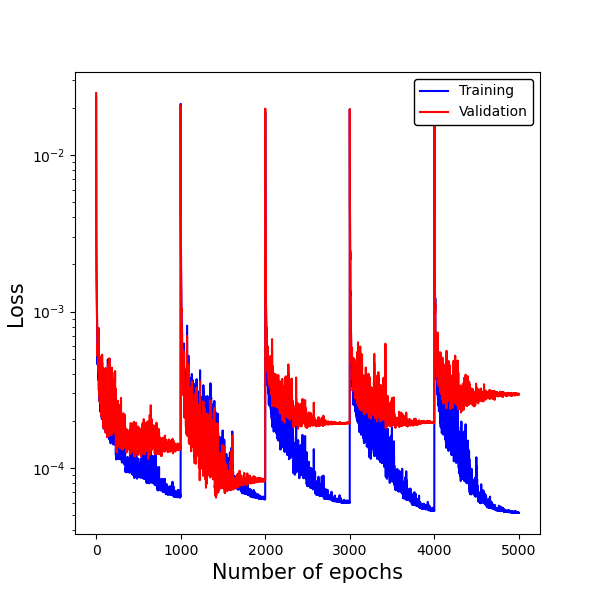 Training
Validation
10⁻²
10⁻³
10⁻⁴
Loss
0 1000 2000 3000 4000 5000
Number of epochs